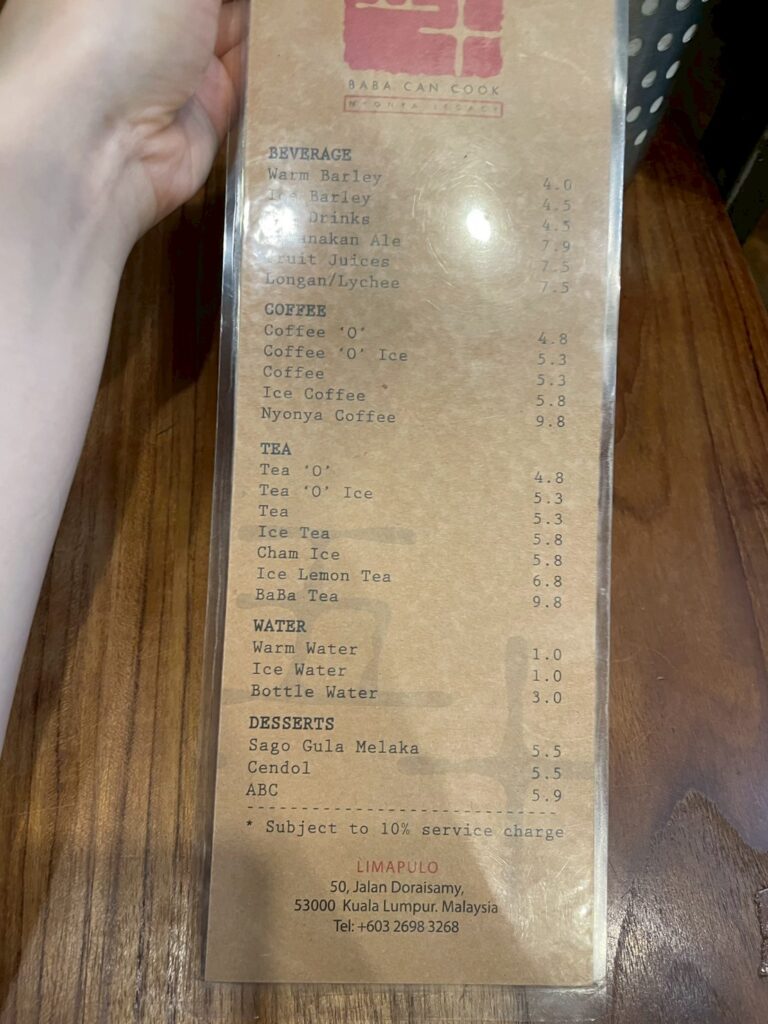 BABA CAN COOK
NYONYA LEGACY
BEVERAGE
Warm Barley 4.0
Ice Barley 4.5
Drinks 4.5
Peranakan Ale 7.9
Fruit Juices 7.5
Longan/Lychee 7.5
COFFEE
Coffee 'O' 4.8
Coffee 'O' Ice 5.3
Coffee 5.3
Ice Coffee 5.8
Nyonya Coffee 9.8
TEA
Tea 'O' 4.8
Tea 'O' Ice 5.3
Tea 5.3
Ice Tea 5.8
Cham Ice 5.8
Ice Lemon Tea 6.8
BaBa Tea 9.8
WATER
Warm Water 1.0
Ice Water 1.0
Bottle Water 3.0
DESSERTS
Sago Gula Melaka 5.5
Cendol 5.5
ABC 5.9
* Subject to 10% service charge
LIMAPULO
50, Jalan Doraisamy,
53000 Kuala Lumpur. Malaysia
Tel: +603 2698 3268